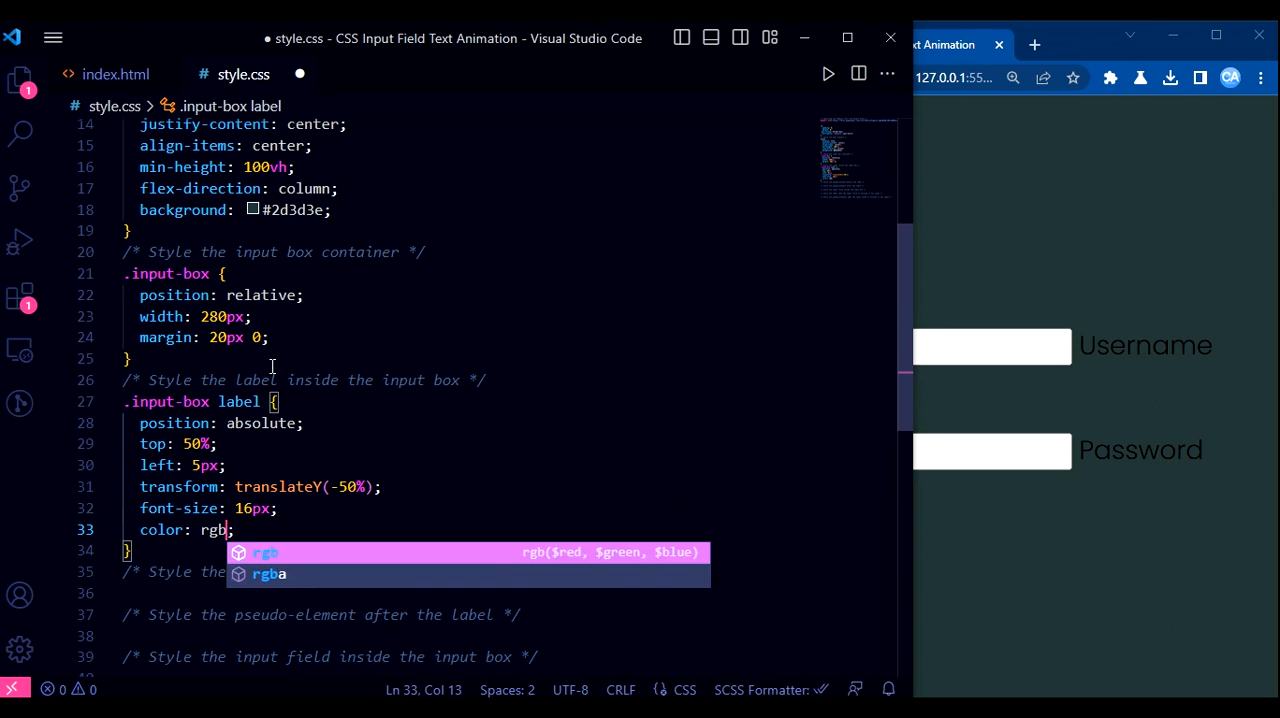 ● style.css - CSS Input Field Text Animation - Visual Studio Code
<> index.html
# style.css ●
# style.css > .input-box label
14 justify-content: center;
15 align-items: center;
16 min-height: 100vh;
17 flex-direction: column;
18 background: #2d3d3e;
19 }
20 /* Style the input box container */
21 .input-box {
22 position: relative;
23 width: 280px;
24 margin: 20px 0;
25 }
26 /* Style the label inside the input box */
27 .input-box label {
28 position: absolute;
29 top: 50%;
30 left: 5px;
31 transform: translateY(-50%);
32 font-size: 16px;
33 color: rgb;
34 }
rgb rgb($red, $green, $blue)
rgba
35 /* Style the
36
37 /* Style the pseudo-element after the label */
38
39 /* Style the input field inside the input box */
1
1
0 0
Ln 33, Col 13 Spaces: 2 UTF-8 CRLF CSS SCSS Formatter:
xt Animation
127.0.0.1:55...
CA
Username
Password